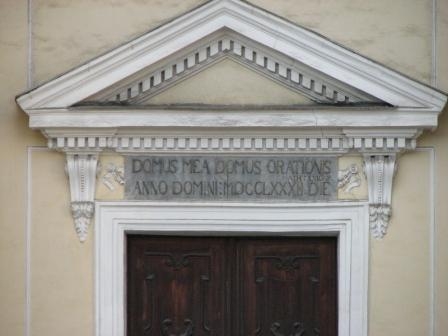 DOMUS MEA DOMUS ORATIONIS
ANNO DOMINI MDCCLXXXII DIE